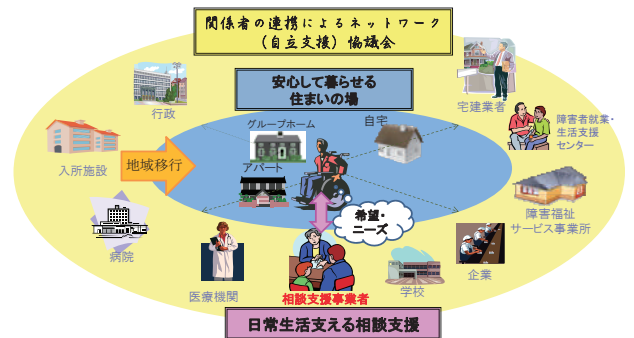 関係者の連携によるネットワーク
（自立支援）協議会
安心して暮らせる
住まいの場
行政
宅建業者
グループホーム
自宅
障害者就業・
生活支援
センター
入所施設
地域移行
アパート
希望・
ニーズ
障害福祉
サービス事業所
病院
医療機関
相談支援事業者
学校
企業
日常生活支える相談支援